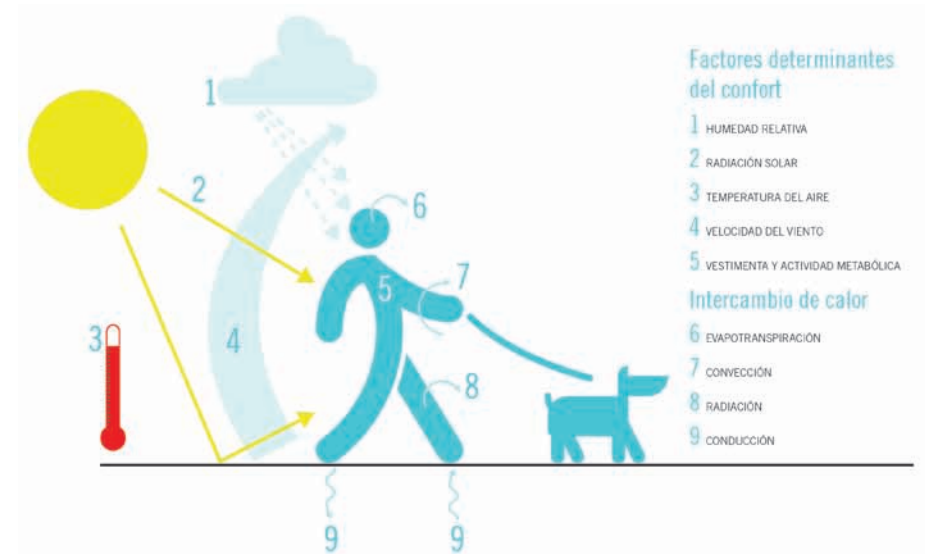 1
2
3
4
5
6
7
8
9
9
Factores determinantes
del confort
1 HUMEDAD RELATIVA
2 RADIACIÓN SOLAR
3 TEMPERATURA DEL AIRE
4 VELOCIDAD DEL VIENTO
5 VESTIMENTA Y ACTIVIDAD METABÓLICA
Intercambio de calor
6 EVAPOTRANSPIRACIÓN
7 CONVECCIÓN
8 RADIACIÓN
9 CONDUCCIÓN